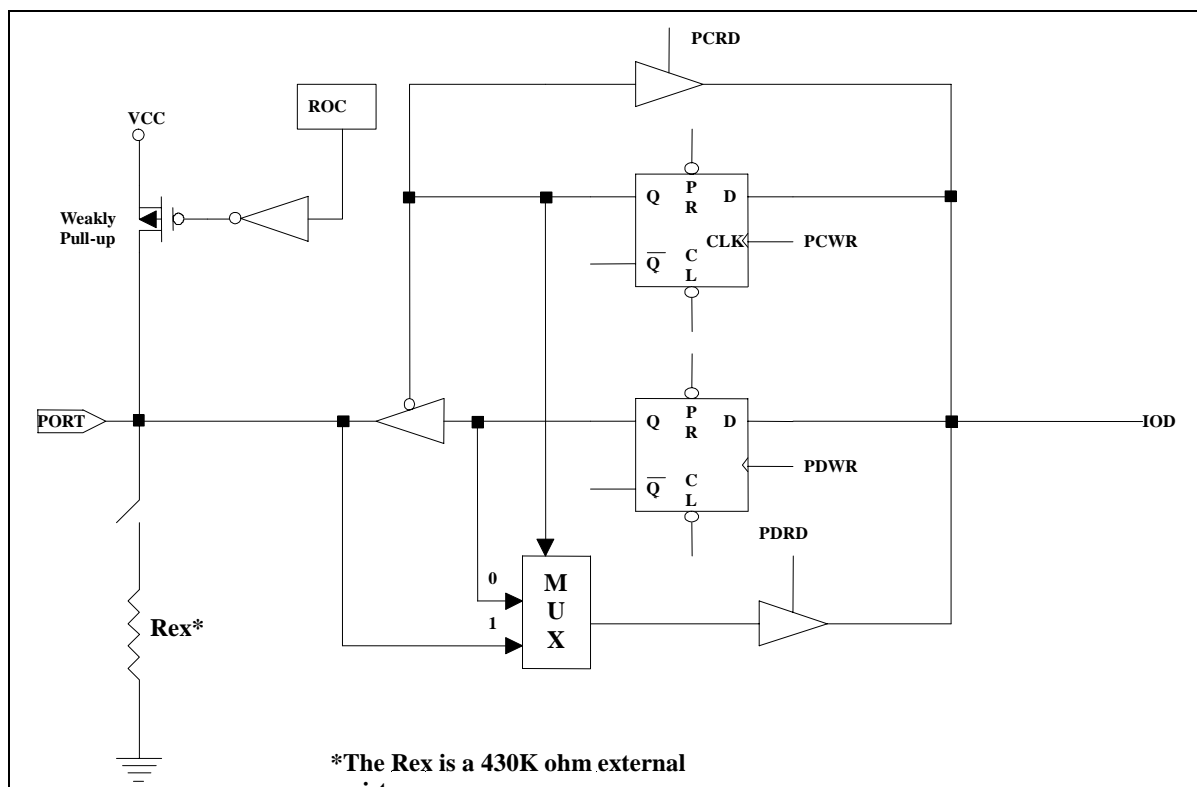 PCRD
ROC
VCC
Weakly
Pull-up
Q
P
R
D
CLK
PCWR
Q
C
L
PORT
Q
P
R
D
IOD
PDWR
Q
C
L
PDRD
0
1
M
U
X
Rex*
*The Rex is a 430K ohm external